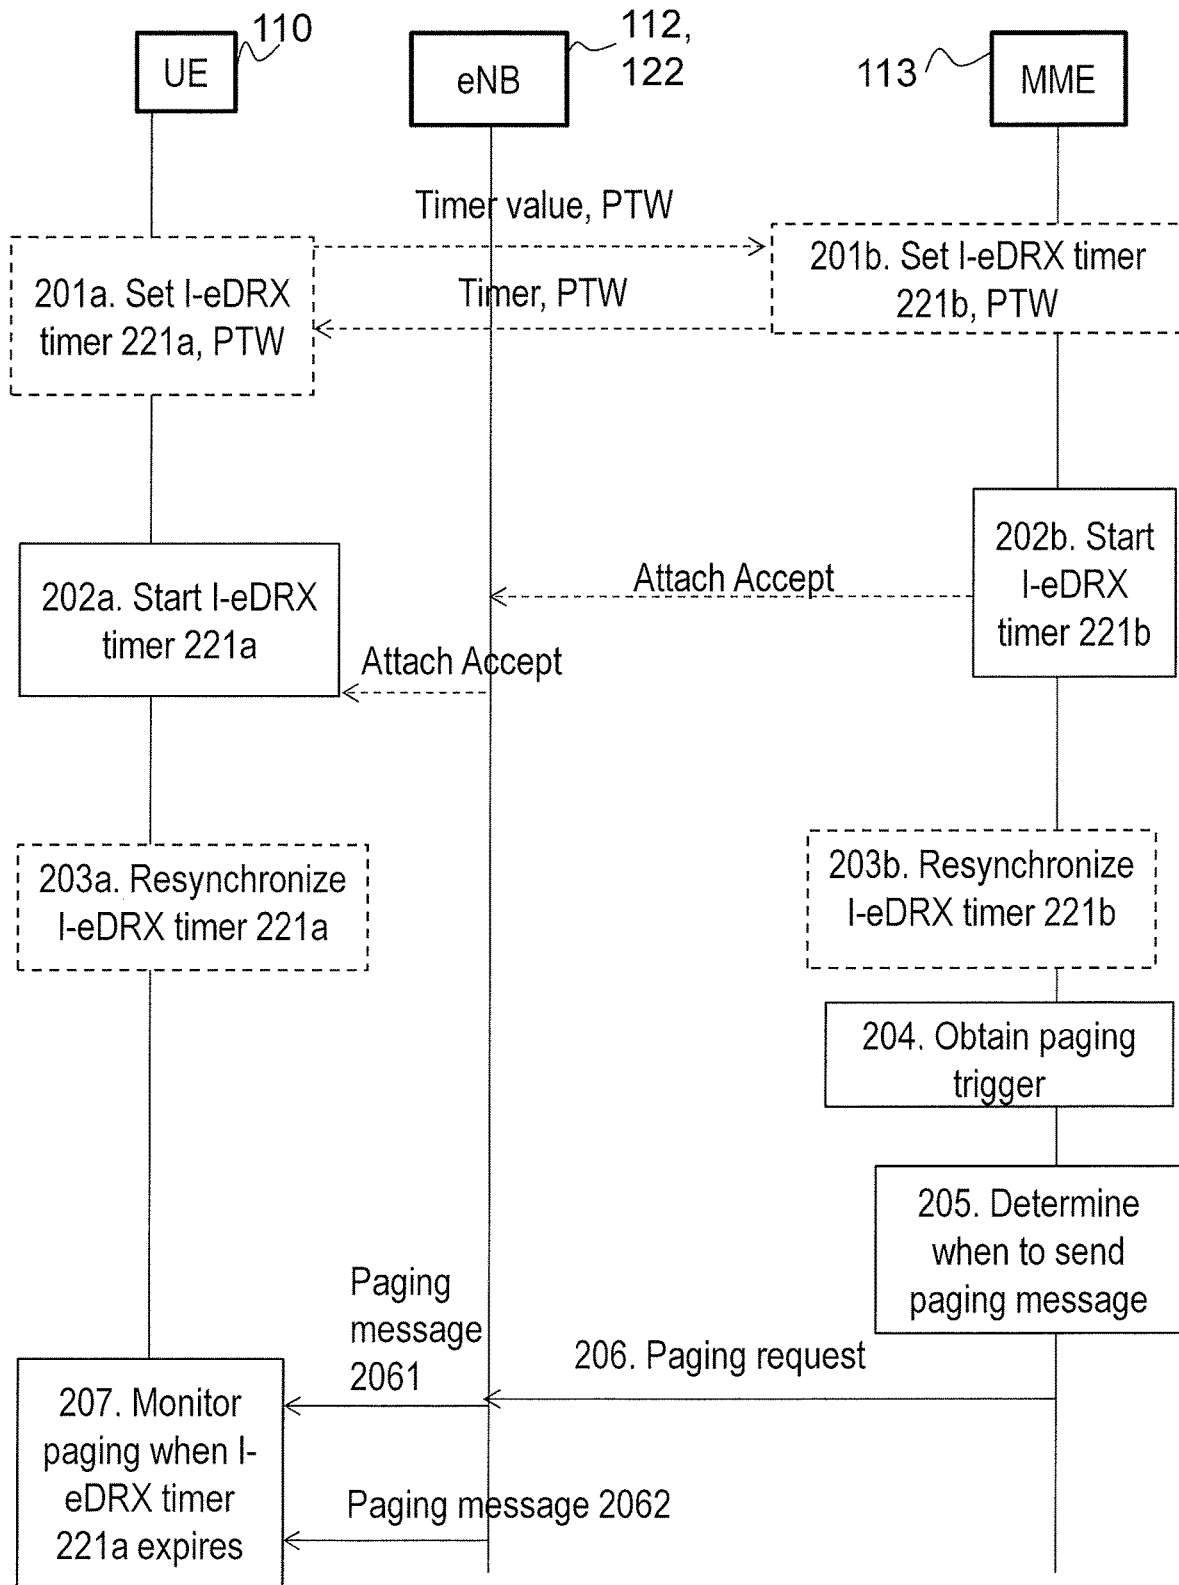 110
112,
122
113
UE
eNB
MME
Timer value, PTW
201a. Set I-eDRX
timer 221a, PTW
Timer, PTW
201b. Set I-eDRX timer
221b, PTW
202a. Start I-eDRX
timer 221a
Attach Accept
202b. Start
I-eDRX
timer 221b
Attach Accept
203a. Resynchronize
I-eDRX timer 221a
203b. Resynchronize
I-eDRX timer 221b
204. Obtain paging
trigger
205. Determine
when to send
paging message
Paging
message
2061
206. Paging request
207. Monitor
paging when I-
eDRX timer
221a expires
Paging message 2062